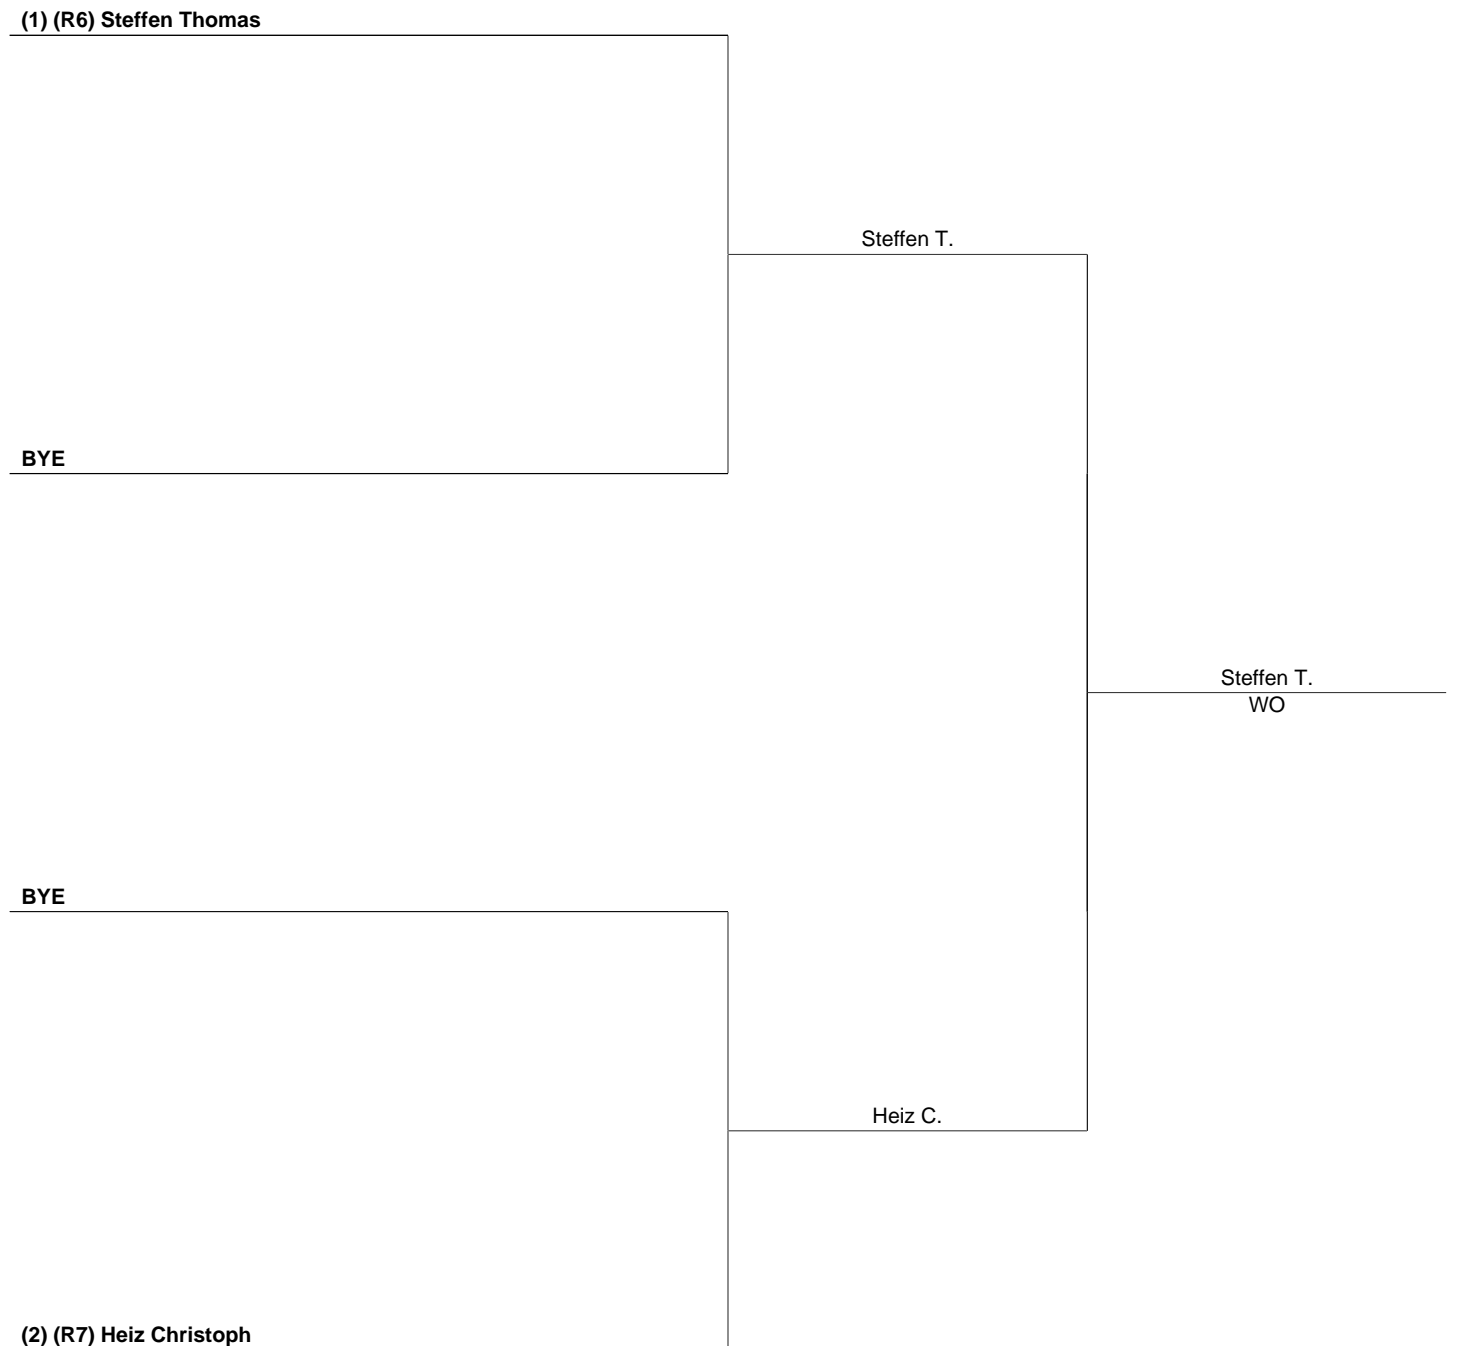 (1) (R6) Steffen Thomas
Steffen T.
BYE
Steffen T.
WO
BYE
Heiz C.
(2) (R7) Heiz Christoph